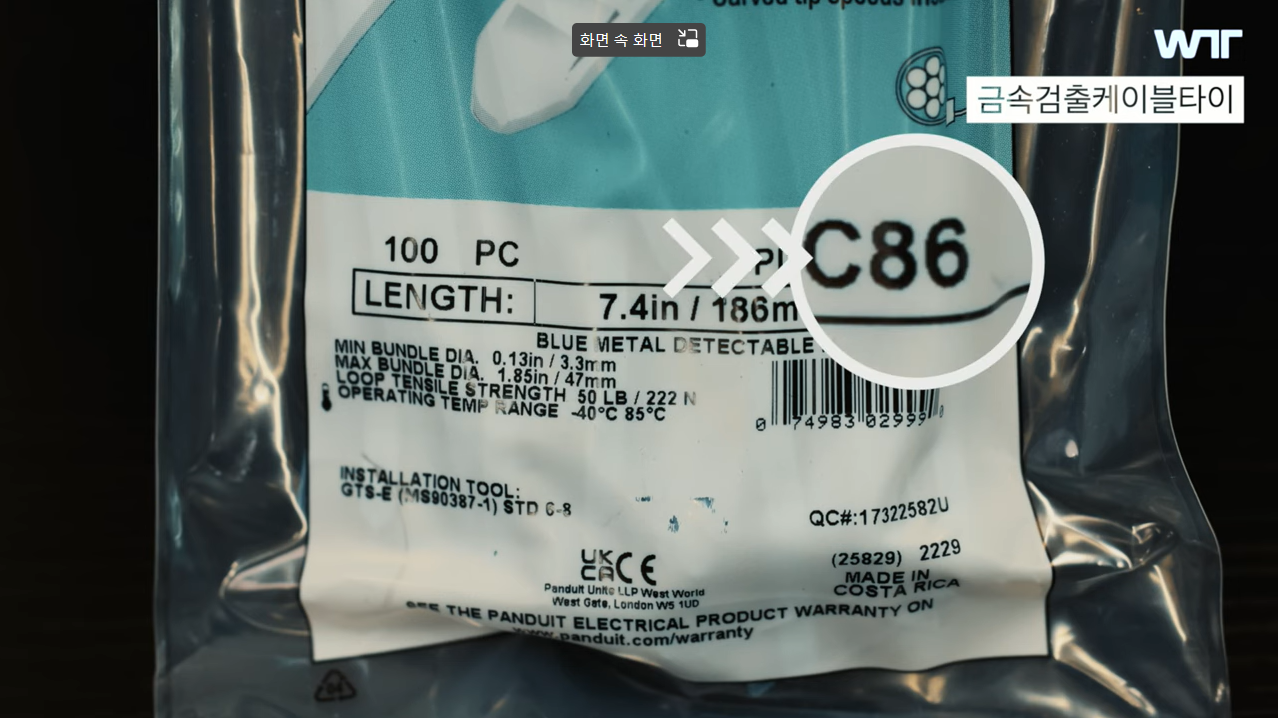 Curved tip speeds
화면 속 화면
WT
금속검출케이블타이
100 PC
C86
LENGTH: 7.4in / 186m
BLUE METAL DETECTABLE
MIN BUNDLE DIA. 0.13in / 3.3mm
MAX BUNDLE DIA. 1.85in / 47mm
LOOP TENSILE STRENGTH 50 LB / 222 N
OPERATING TEMP RANGE -40°C 85°C
0 74983 02999 0
INSTALLATION TOOL:
GTS-E (MS90387-1) STD 6-8
QC#:17322582U
(25829) 2229
MADE IN
COSTA RICA
UK
CA CE
Panduit Unite LLP West World
West Gate, London W5 1UD
SEE THE PANDUIT ELECTRICAL PRODUCT WARRANTY ON
www.panduit.com/warranty
04